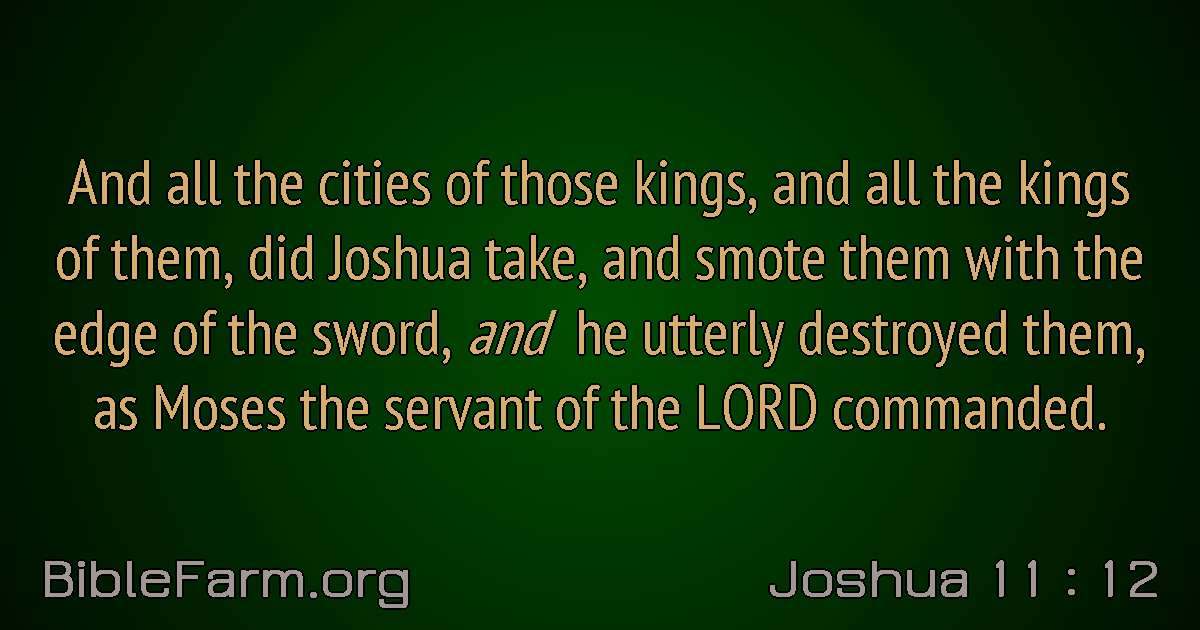 And all the cities of those kings, and all the kings
of them, did Joshua take, and smote them with the
edge of the sword, and he utterly destroyed them,
as Moses the servant of the LORD commanded.
BibleFarm.org
Joshua 11 : 12